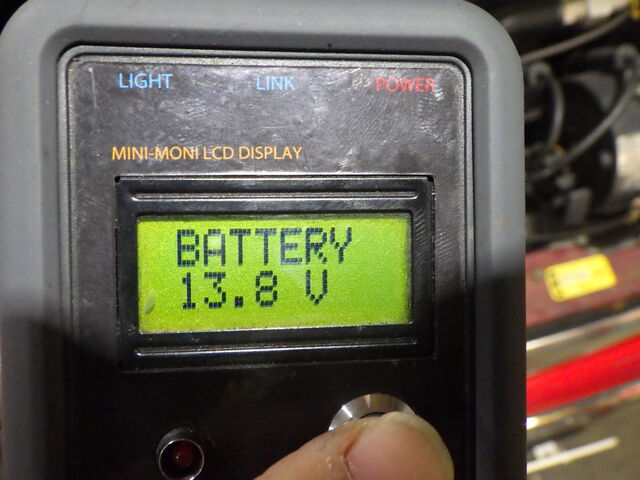 LIGHT LINK POWER
MINI-MONI LCD DISPLAY
BATTERY
13.8 V